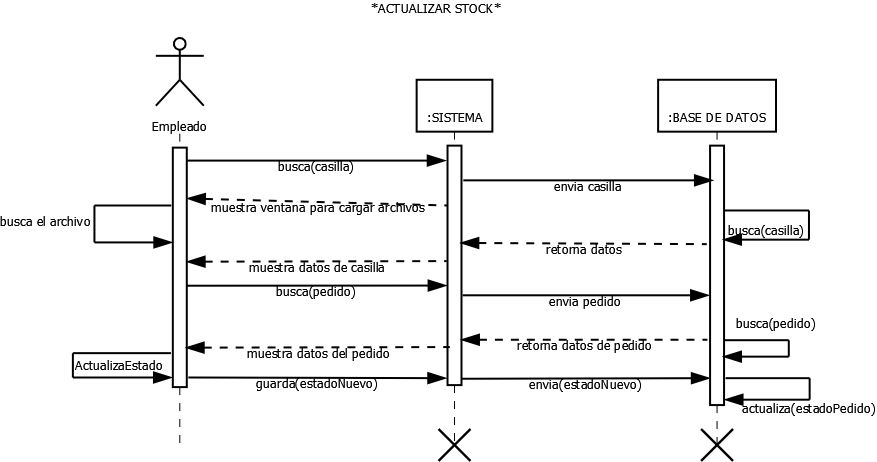 *ACTUALIZAR STOCK*
:SISTEMA
:BASE DE DATOS
Empleado
busca(casilla)
envia casilla
muestra ventana para cargar archivos
busca el archivo
busca(casilla)
retorna datos
muestra datos de casilla
busca(pedido)
envia pedido
busca(pedido)
retorna datos de pedido
muestra datos del pedido
ActualizaEstado
guarda(estadoNuevo)
envia(estadoNuevo)
actualiza(estadoPedido)